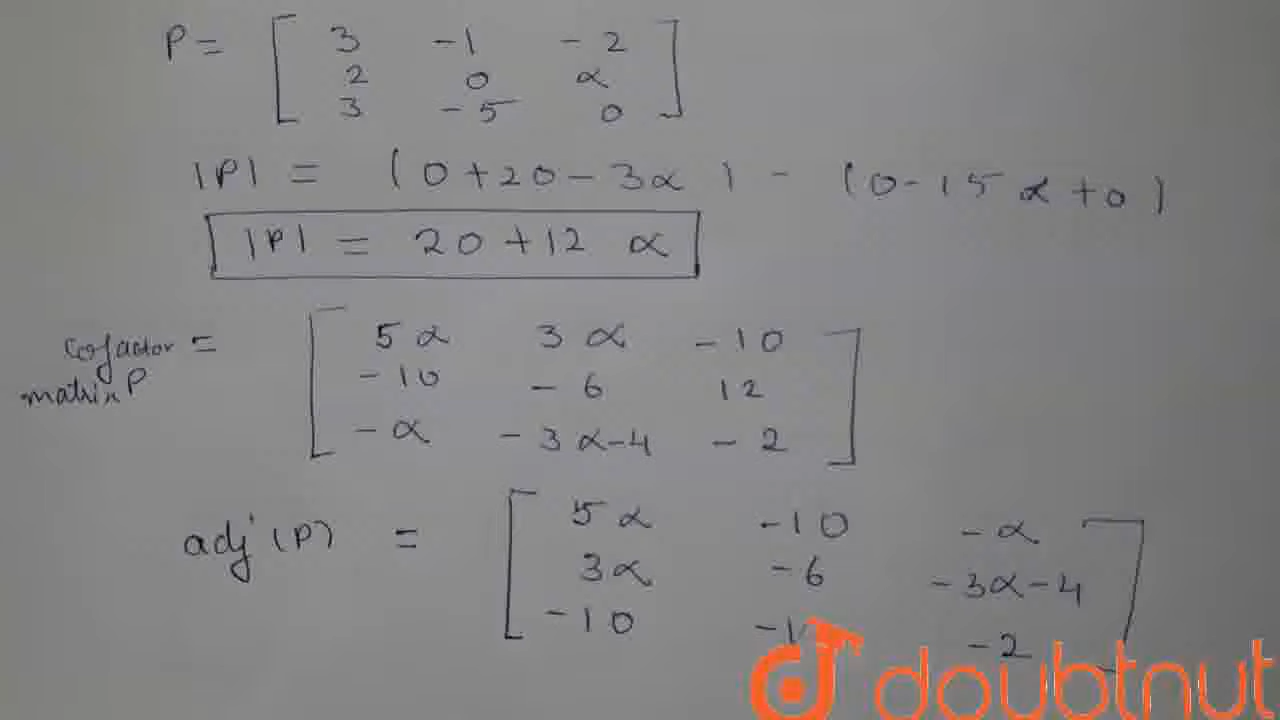 P = [ 3 -1 -2
2 0 α
3 -5 0 ]
|P| = (0+20-3α) - (0-15α+0)
|P| = 20+12 α
Cofactor matrix P = [ 5α 3α -10
-10 -6 12
-α -3α-4 -2 ]
adj(P) = [ 5α -10 -α
3α -6 -3α-4
-10 -2 ]
doubtnut